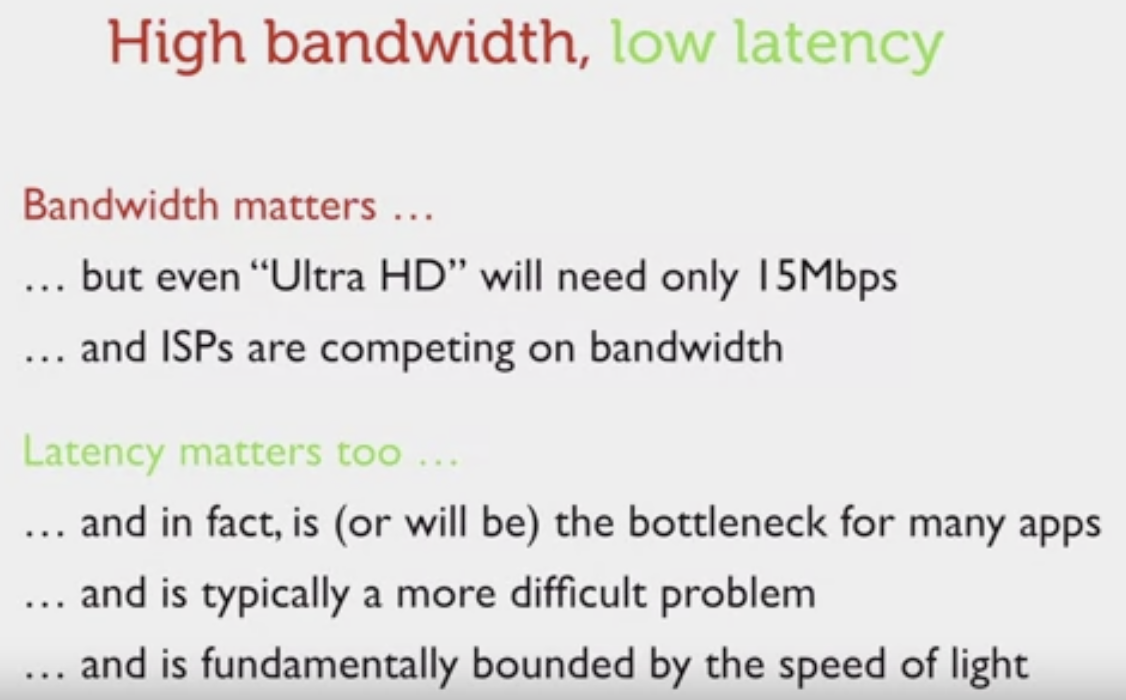 High bandwidth, low latency
Bandwidth matters …
… but even “Ultra HD” will need only 15Mbps
… and ISPs are competing on bandwidth
Latency matters too …
… and in fact, is (or will be) the bottleneck for many apps
… and is typically a more difficult problem
… and is fundamentally bounded by the speed of light